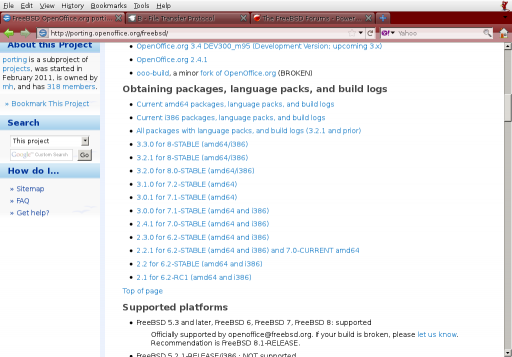 File Edit View History Bookmarks Tools Help
FreeBSD OpenOffice.org porti...
E - File Transfer Protocol
The FreeBSD Forums - Power...
http://porting.openoffice.org/freebsd/
Yahoo
About this Project
porting is a subproject of
projects, was started in
February 2011, is owned by
mh, and has 318 members.
» Bookmark This Project
Search
This project
Google™ Custom Search
Go
How do I...
» Sitemap
» FAQ
» Get help?
OpenOffice.org 3.4 DEV300_m95 (Development Version; upcoming 3.x)
OpenOffice.org 2.4.1
ooo-build, a minor fork of OpenOffice.org (BROKEN)
Obtaining packages, language packs, and build logs
Current amd64 packages, language packs, and build logs
Current i386 packages, language packs, and build logs
All packages with language packs, and build logs (3.2.1 and prior)
3.3.0 for 8-STABLE (amd64/i386)
3.2.1 for 8-STABLE (amd64/i386)
3.2.0 for 8.0-STABLE (amd64/i386)
3.1.0 for 7.2-STABLE (amd64)
3.0.1 for 7.1-STABLE (amd64)
3.0.0 for 7.1-STABLE (amd64 and i386)
2.4.1 for 7.0-STABLE (amd64 and i386)
2.3.0 for 6.2-STABLE (amd64 and i386)
2.2.1 for 6.2-STABLE (amd64 and i386) and 7.0-CURRENT amd64
2.2 for 6.2-STABLE (amd64 and i386)
2.1 for 6.2-RC1 (amd64 and i386)
Top of page
Supported platforms
FreeBSD 5.3 and later, FreeBSD 6, FreeBSD 7, FreeBSD 8: supported
Officially supported by openoffice@freebsd.org. If your build is broken, please let us know.
Recommendation is FreeBSD 8.1-RELEASE.
FreeBSD 5.2.1-RELEASE/i386 : NOT supported